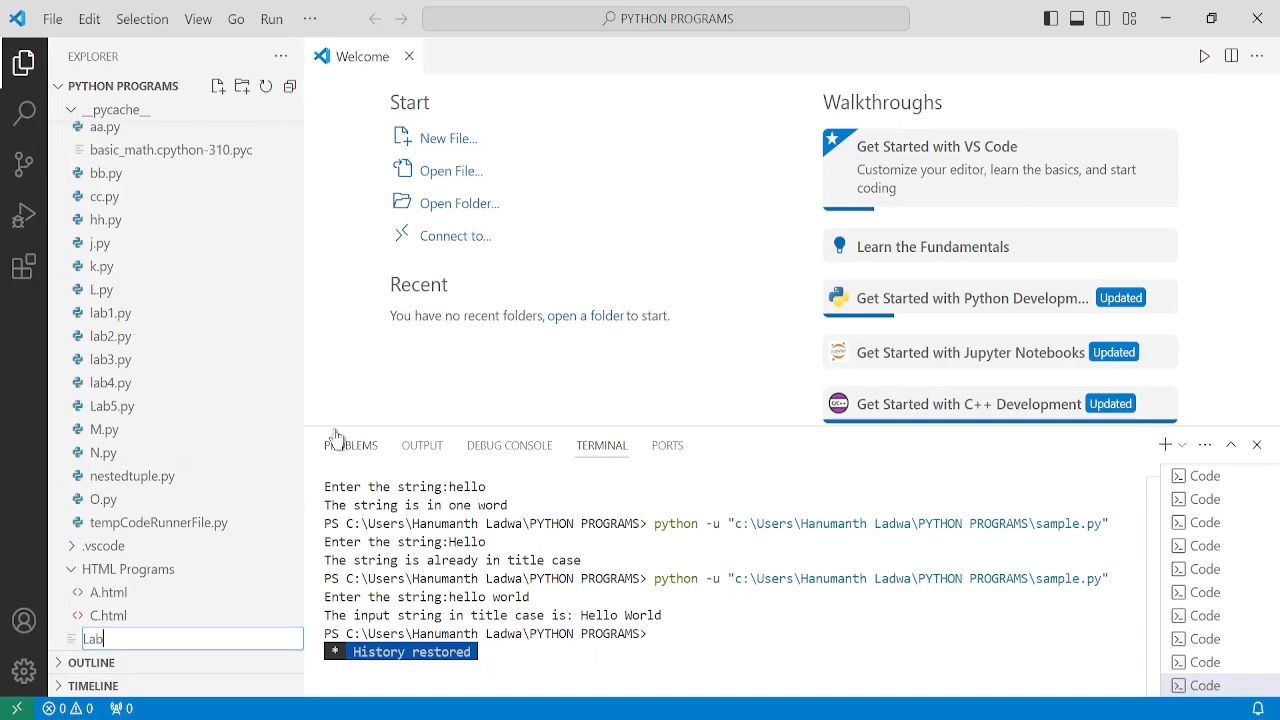 File Edit Selection View Go Run ··· PYTHON PROGRAMS
EXPLORER ···
PYTHON PROGRAMS
__pycache__
aa.py
basic_math.cpython-310.pyc
bb.py
cc.py
hh.py
j.py
k.py
L.py
lab1.py
lab2.py
lab3.py
lab4.py
Lab5.py
M.py
N.py
nestedtuple.py
O.py
tempCodeRunnerFile.py
.vscode
HTML Programs
A.html
C.html
Lab
OUTLINE
TIMELINE
Welcome
Start
New File...
Open File...
Open Folder...
Connect to...
Recent
You have no recent folders, open a folder to start.
Walkthroughs
Get Started with VS Code
Customize your editor, learn the basics, and start
coding
Learn the Fundamentals
Get Started with Python Developm... Updated
Get Started with Jupyter Notebooks Updated
C/C++ Get Started with C++ Development Updated
PROBLEMS OUTPUT DEBUG CONSOLE TERMINAL PORTS
Enter the string:hello
The string is in one word
PS C:\Users\Hanumanth Ladwa\PYTHON PROGRAMS> python -u "c:\Users\Hanumanth Ladwa\PYTHON PROGRAMS\sample.py"
Enter the string:Hello
The string is already in title case
PS C:\Users\Hanumanth Ladwa\PYTHON PROGRAMS> python -u "c:\Users\Hanumanth Ladwa\PYTHON PROGRAMS\sample.py"
Enter the string:hello world
The input string in title case is: Hello World
PS C:\Users\Hanumanth Ladwa\PYTHON PROGRAMS>
* History restored
Code
Code
Code
Code
Code
Code
Code
Code
Code
Code
0 0 0